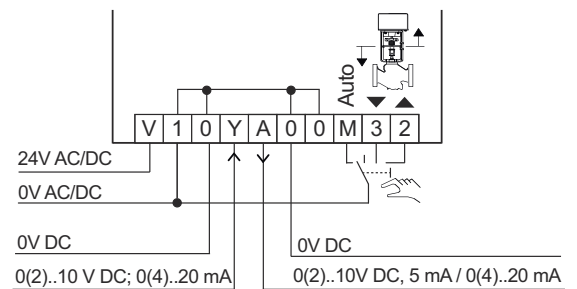 Auto
V 1 0 Y A 0 0 M 3 2
24V AC/DC
0V AC/DC
0V DC
0V DC
0(2)..10 V DC; 0(4)..20 mA
0(2)..10V DC, 5 mA / 0(4)..20 mA